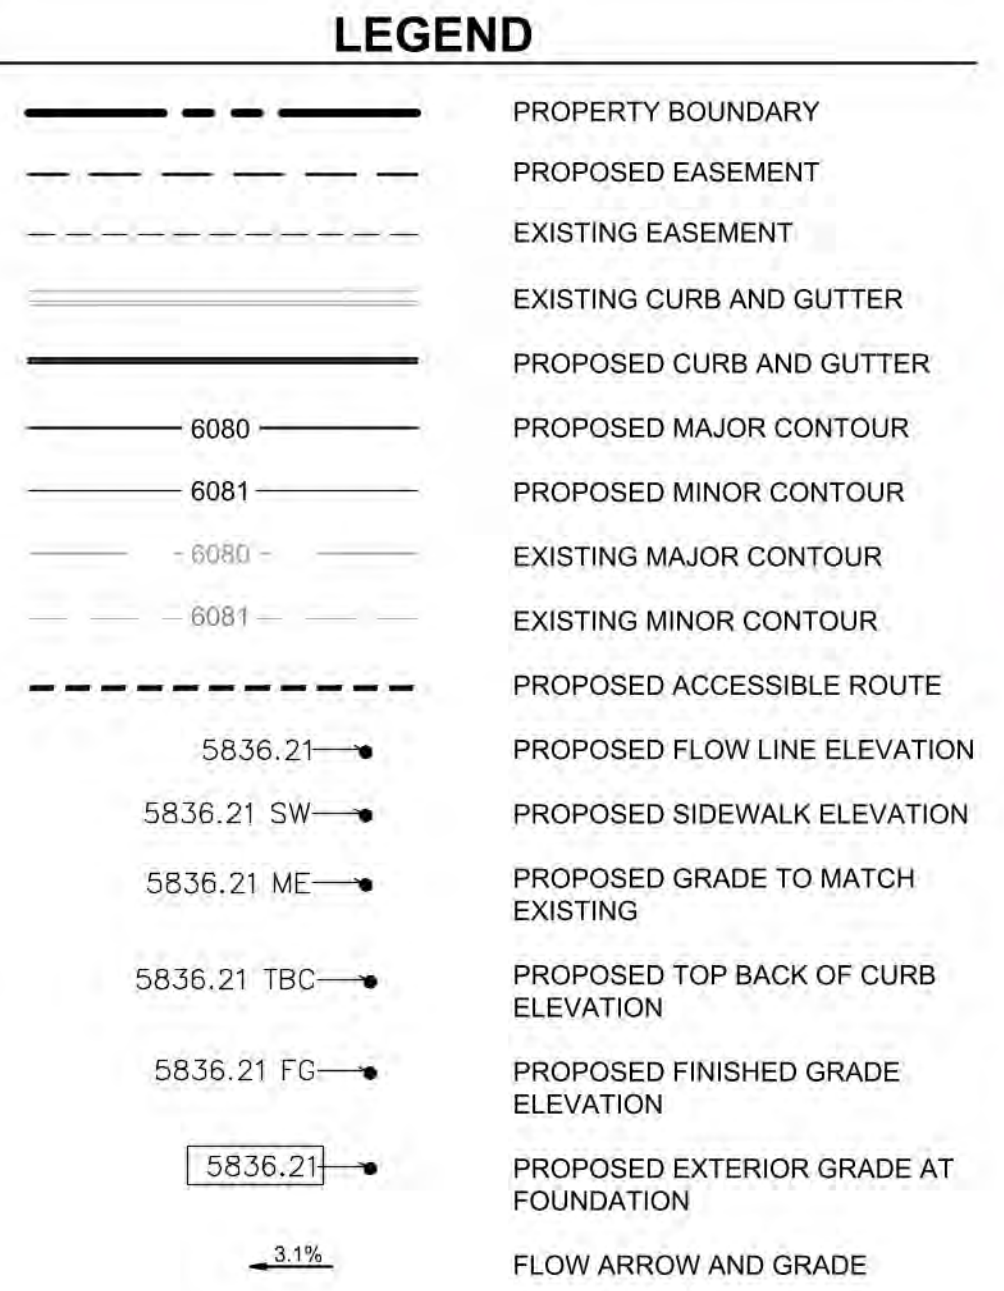 LEGEND
PROPERTY BOUNDARY
PROPOSED EASEMENT
EXISTING EASEMENT
EXISTING CURB AND GUTTER
PROPOSED CURB AND GUTTER
6080 PROPOSED MAJOR CONTOUR
6081 PROPOSED MINOR CONTOUR
6080 EXISTING MAJOR CONTOUR
6081 EXISTING MINOR CONTOUR
PROPOSED ACCESSIBLE ROUTE
5836.21 PROPOSED FLOW LINE ELEVATION
5836.21 SW PROPOSED SIDEWALK ELEVATION
5836.21 ME PROPOSED GRADE TO MATCH
EXISTING
5836.21 TBC PROPOSED TOP BACK OF CURB
ELEVATION
5836.21 FG PROPOSED FINISHED GRADE
ELEVATION
5836.21 PROPOSED EXTERIOR GRADE AT
FOUNDATION
3.1% FLOW ARROW AND GRADE